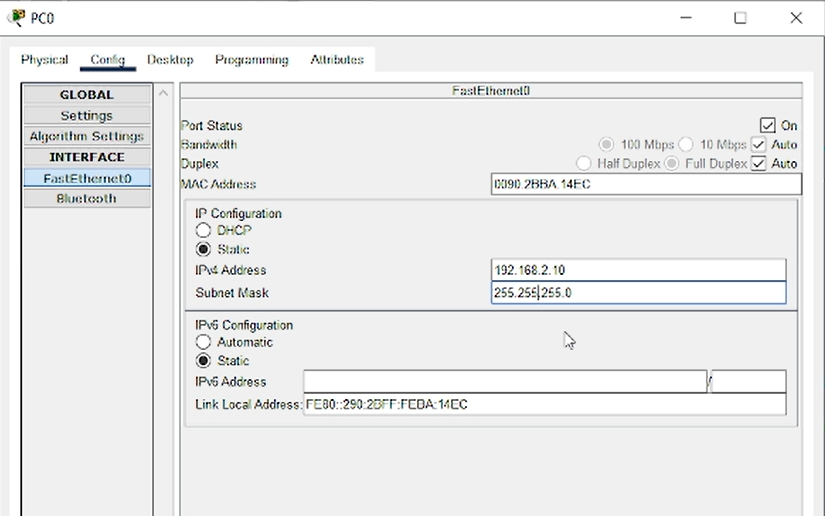 PC0
Physical Config Desktop Programming Attributes
GLOBAL
Settings
Algorithm Settings
INTERFACE
FastEthernet0
Bluetooth
FastEthernet0
Port Status On
Bandwidth 100 Mbps 10 Mbps Auto
Duplex Half Duplex Full Duplex Auto
MAC Address 0090.2BBA.14EC
IP Configuration
DHCP
Static
IPv4 Address 192.168.2.10
Subnet Mask 255.255.255.0
IPv6 Configuration
Automatic
Static
IPv6 Address /
Link Local Address: FE80::290:2BFF:FEBA:14EC